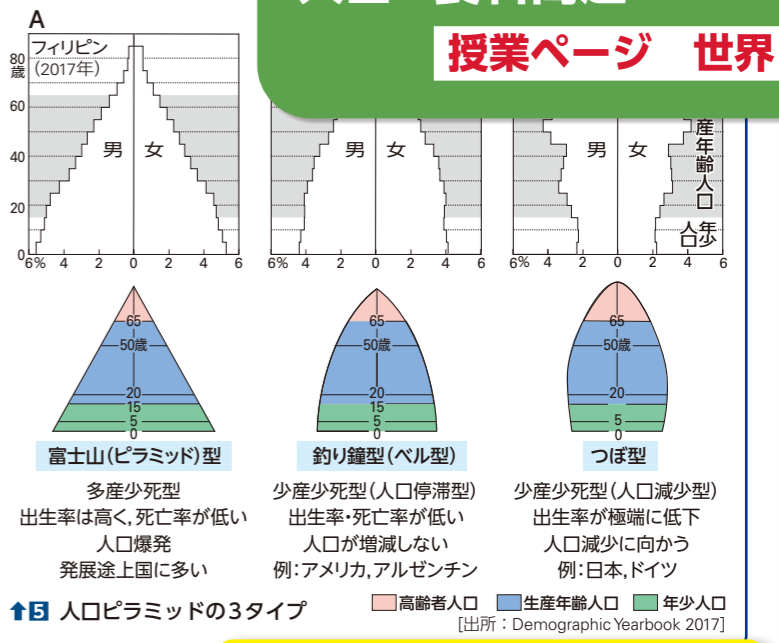 授業ページ 世界
A
フィリピン
(2017年)
80
歳
60
40
20
0
男 女
男 女
男 女
産年齢人口
年少
人口
6% 4 2 0 2 4 6
6% 4 2 0 2 4 6
6% 4 2 0 2 4 6
65
50歳
20
15
5
0
65
50歳
20
15
5
0
65
50歳
20
5
0
富士山(ピラミッド)型
多産少死型
出生率は高く,死亡率が低い
人口爆発
発展途上国に多い
釣り鐘型(ベル型)
少産少死型(人口停滞型)
出生率・死亡率が低い
人口が増減しない
例:アメリカ,アルゼンチン
つぼ型
少産少死型(人口減少型)
出生率が極端に低下
人口減少に向かう
例:日本,ドイツ
⬆5 人口ピラミッドの3タイプ
高齢者人口 生産年齢人口 年少人口
[出所:Demographic Yearbook 2017]